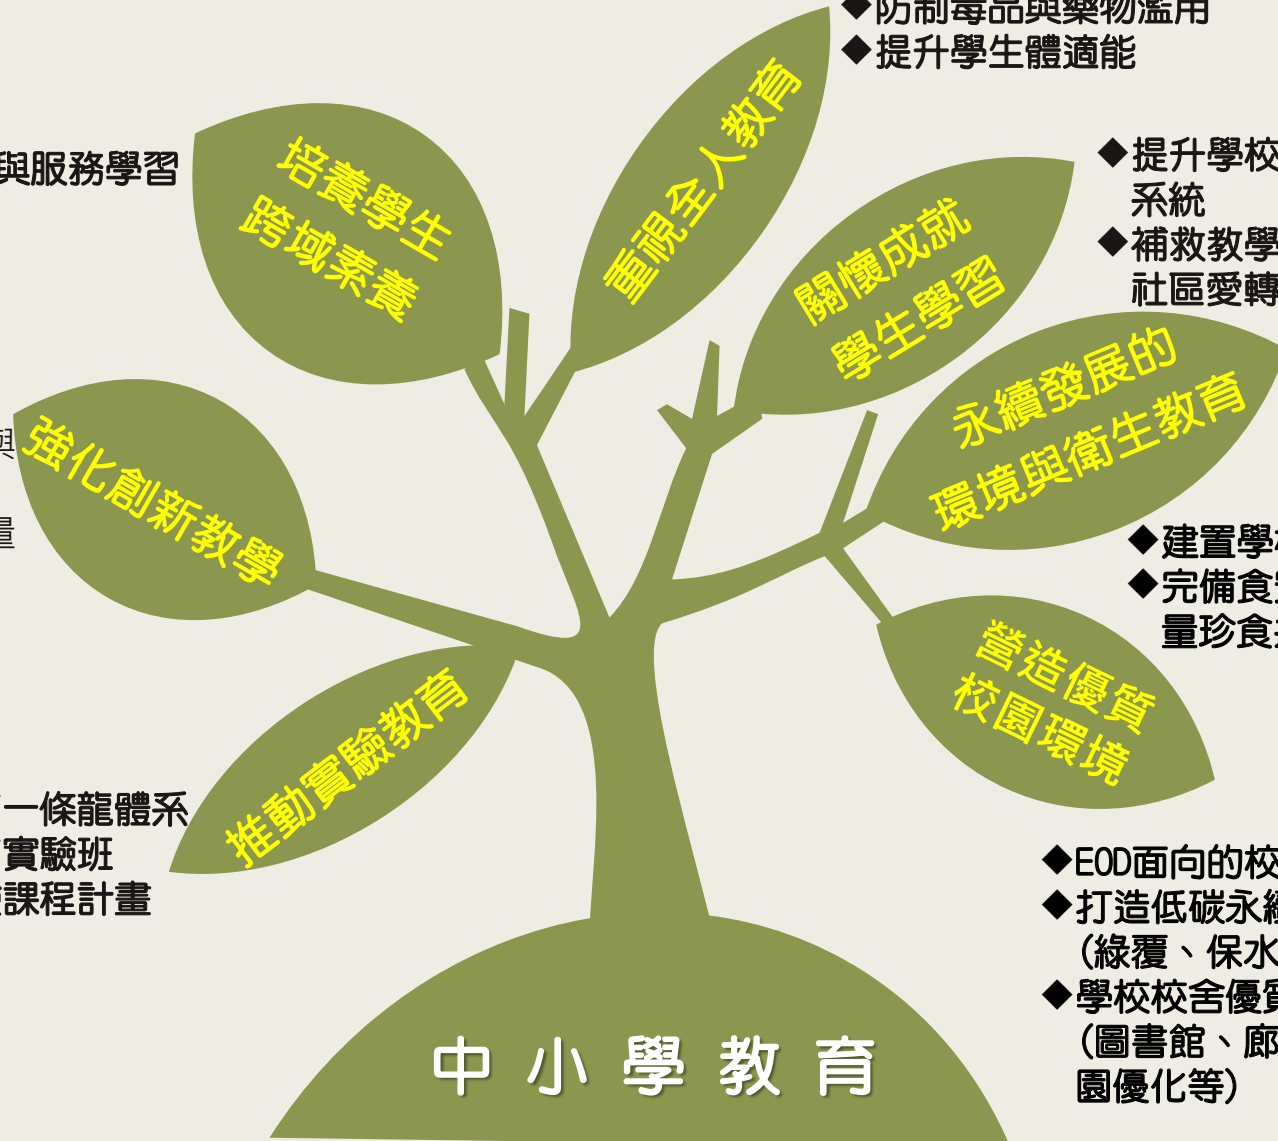 防制毒品與藥物濫用
◆提升學生體適能
與服務學習
培養學生
跨域素養
重視全人教育
關懷成就
學生學習
◆提升學校
系統
◆補救教學
社區愛轉
永續發展的
環境與衛生教育
強化創新教學
與
量
◆建置學校
◆完備食安
量珍食
營造優質
校園環境
推動實驗教育
一條龍體系
實驗班
課程計畫
◆EOD面向的校
◆打造低碳永續
(綠覆、保水
◆學校校舍優質
(圖書館、廊
園優化等)
中小學教育